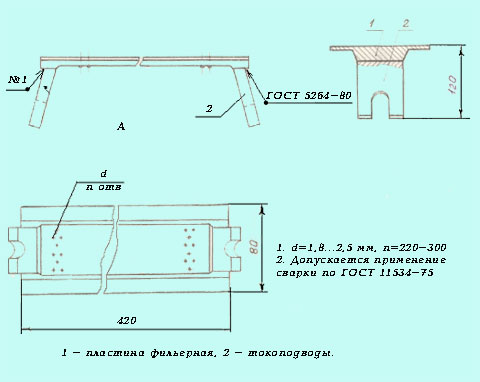 1 2
№1
ГОСТ 5264-80
2
А
120
d
п отв
80
1. d=1,8...2,5 мм, n=220-300
2. Допускается применение
сварки по ГОСТ 11534-75
420
1 - пластина фильерная, 2 - токоподводы.